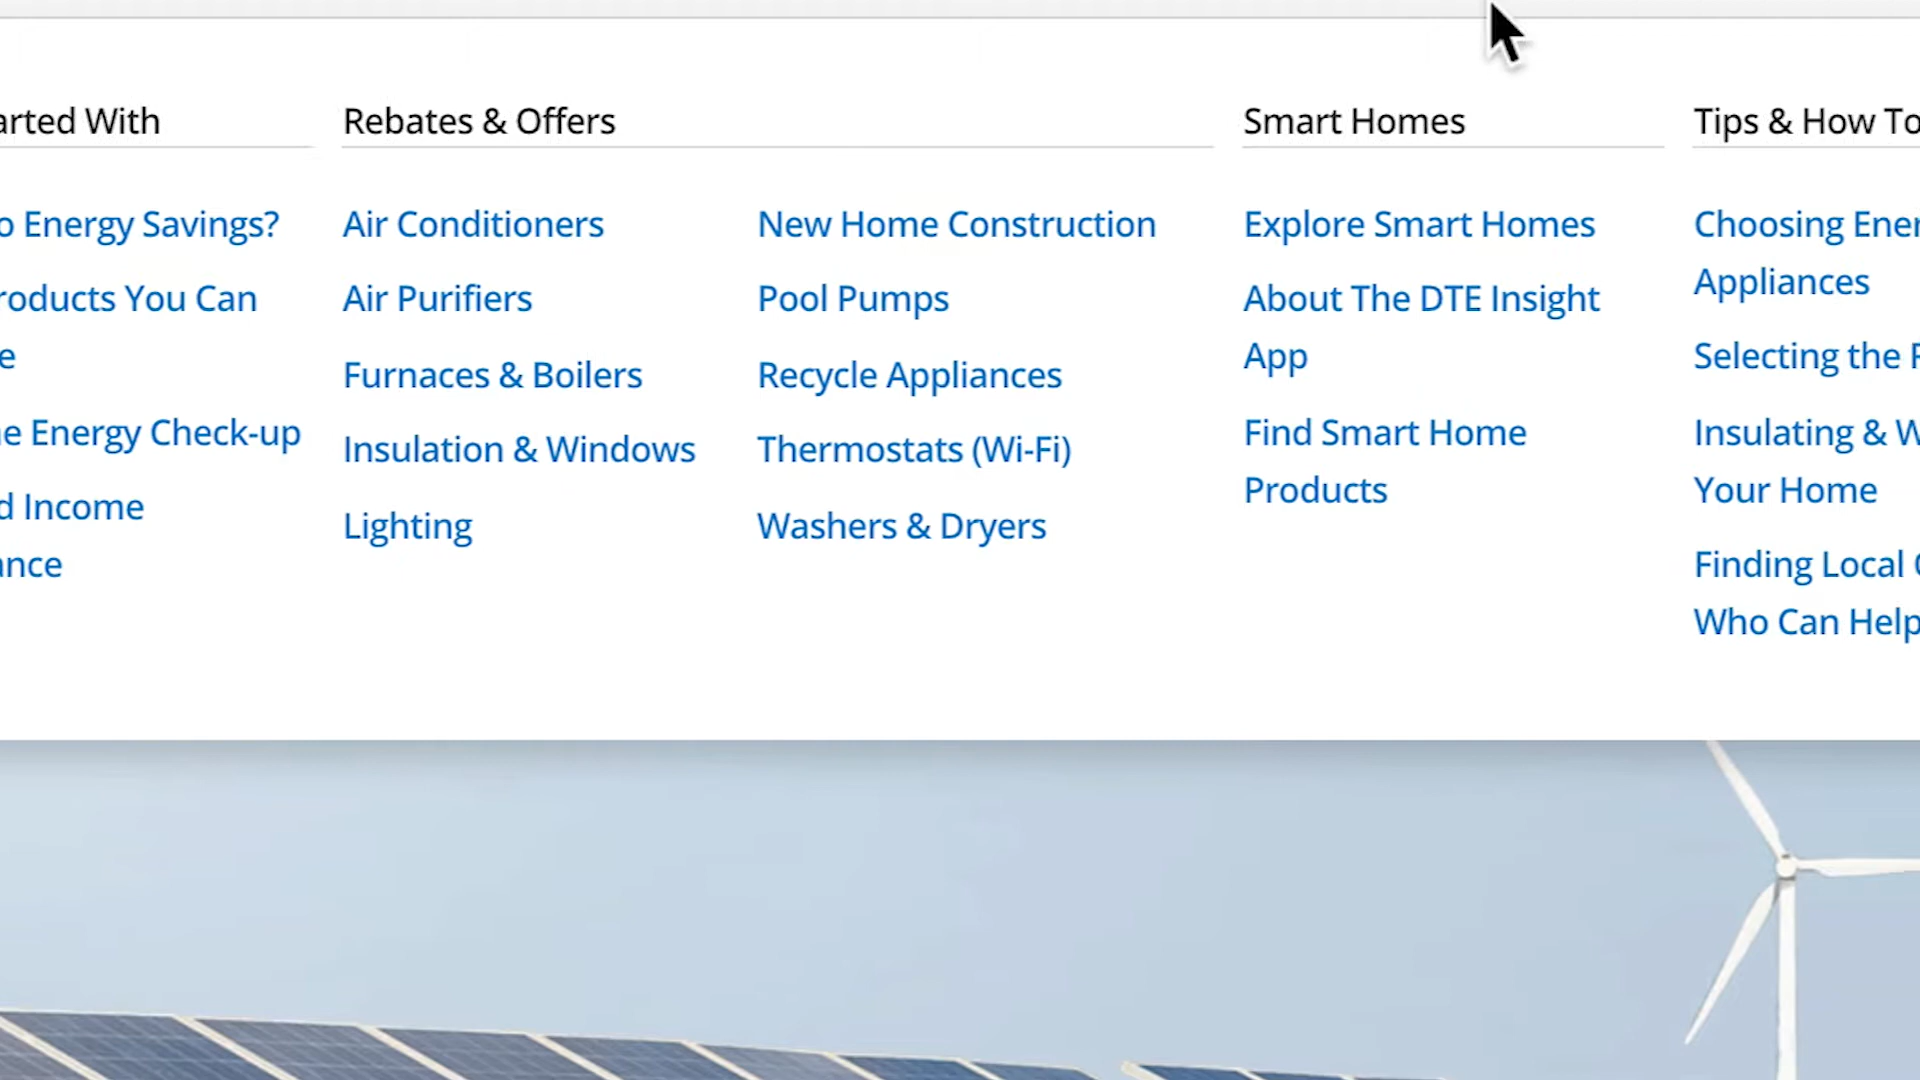 arted With
o Energy Savings?
roducts You Can
e
e Energy Check-up
d Income
ance
Rebates & Offers
Air Conditioners
Air Purifiers
Furnaces & Boilers
Insulation & Windows
Lighting
New Home Construction
Pool Pumps
Recycle Appliances
Thermostats (Wi-Fi)
Washers & Dryers
Smart Homes
Explore Smart Homes
About The DTE Insight
App
Find Smart Home
Products
Tips & How To
Choosing Ener
Appliances
Selecting the
Insulating & W
Your Home
Finding Local
Who Can Help